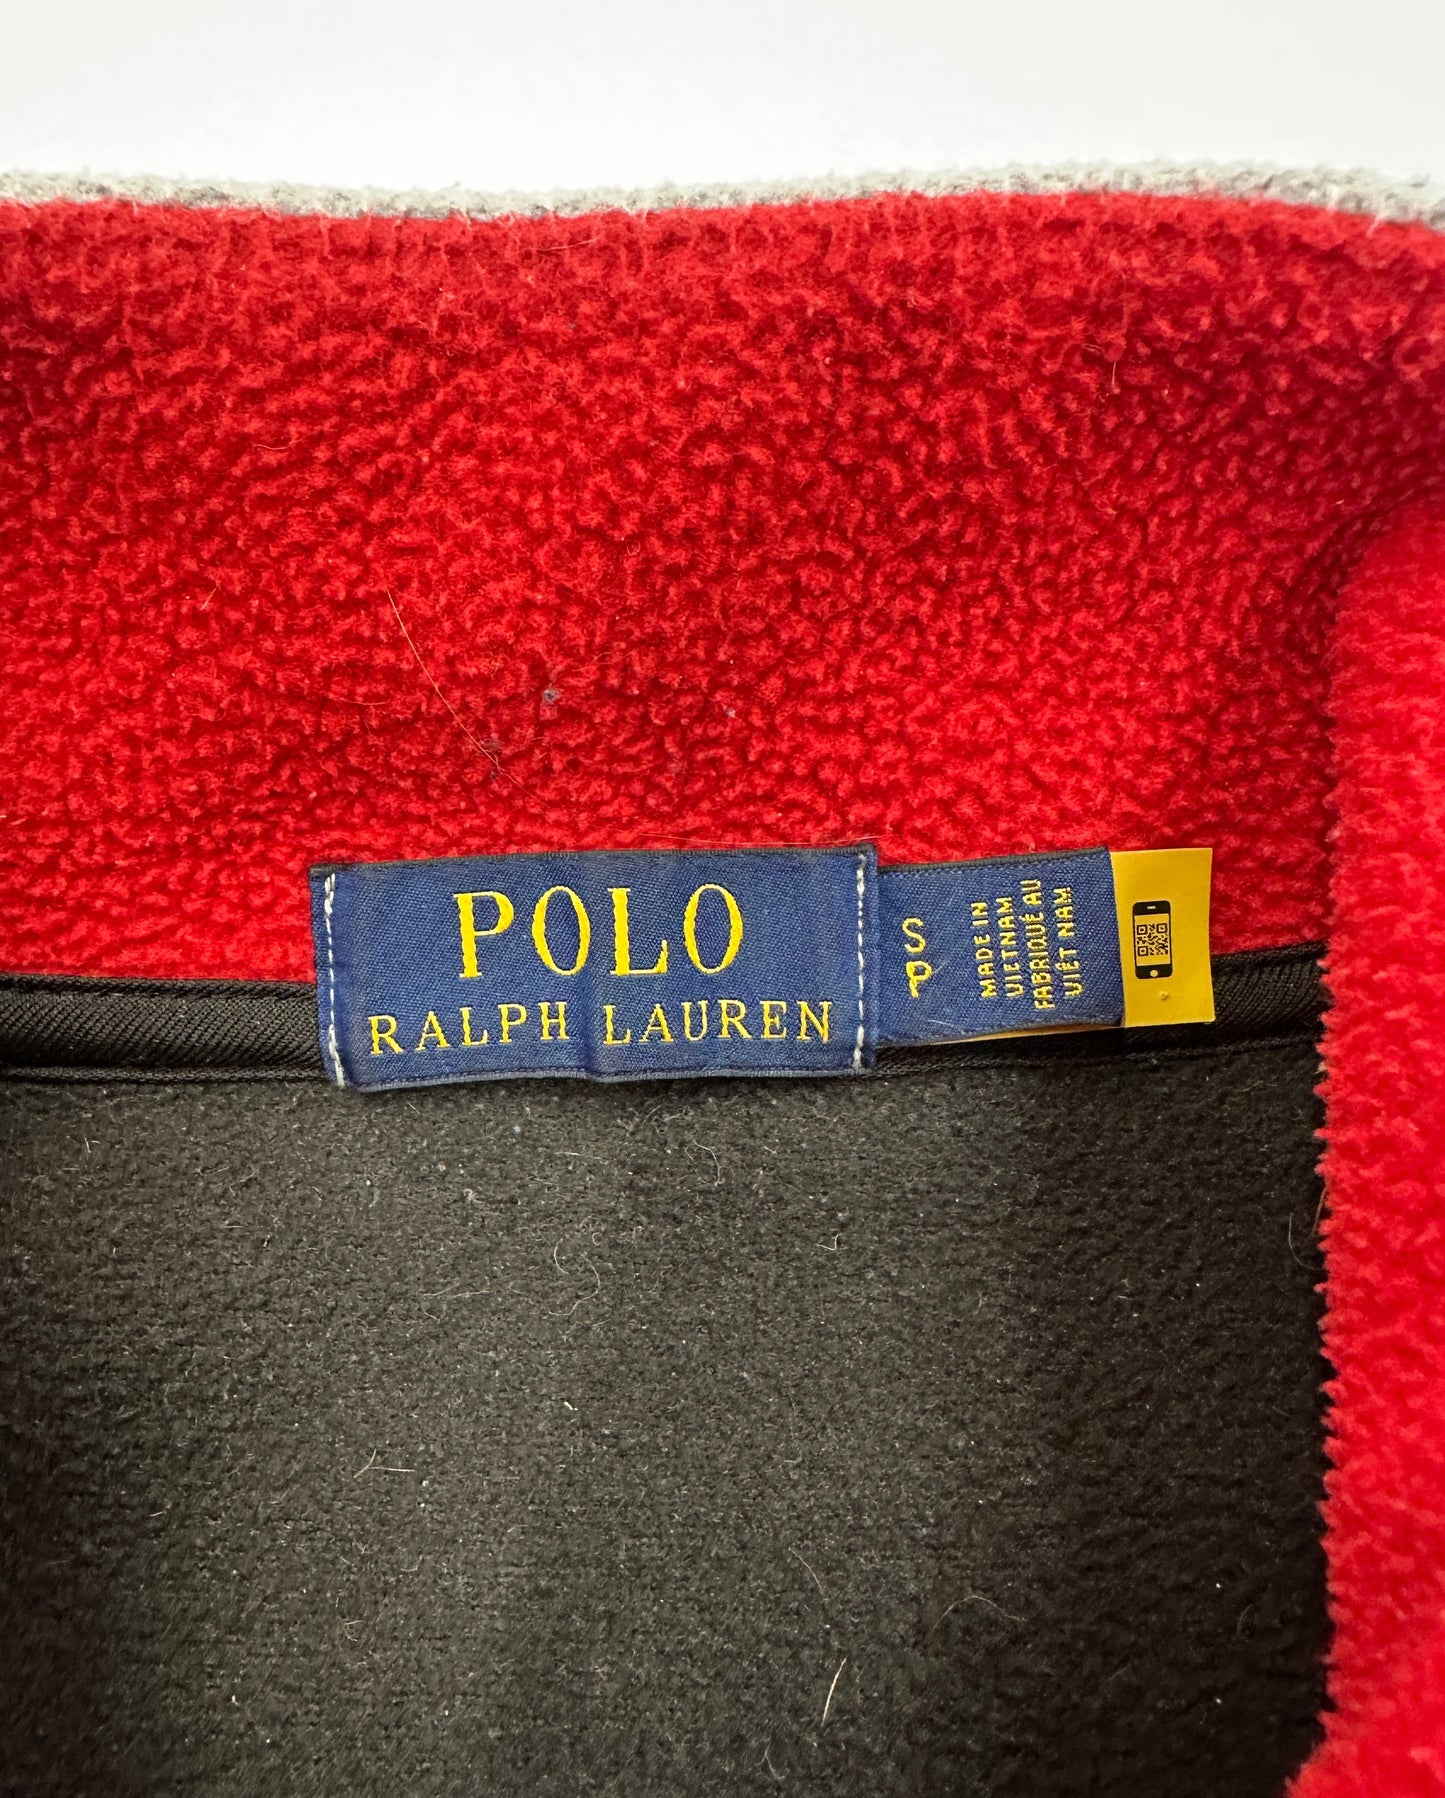 POLO
RALPH LAUREN
S
P
MADE IN
VIETNAM
FABRIQUÉ AU
VIÊT NAM